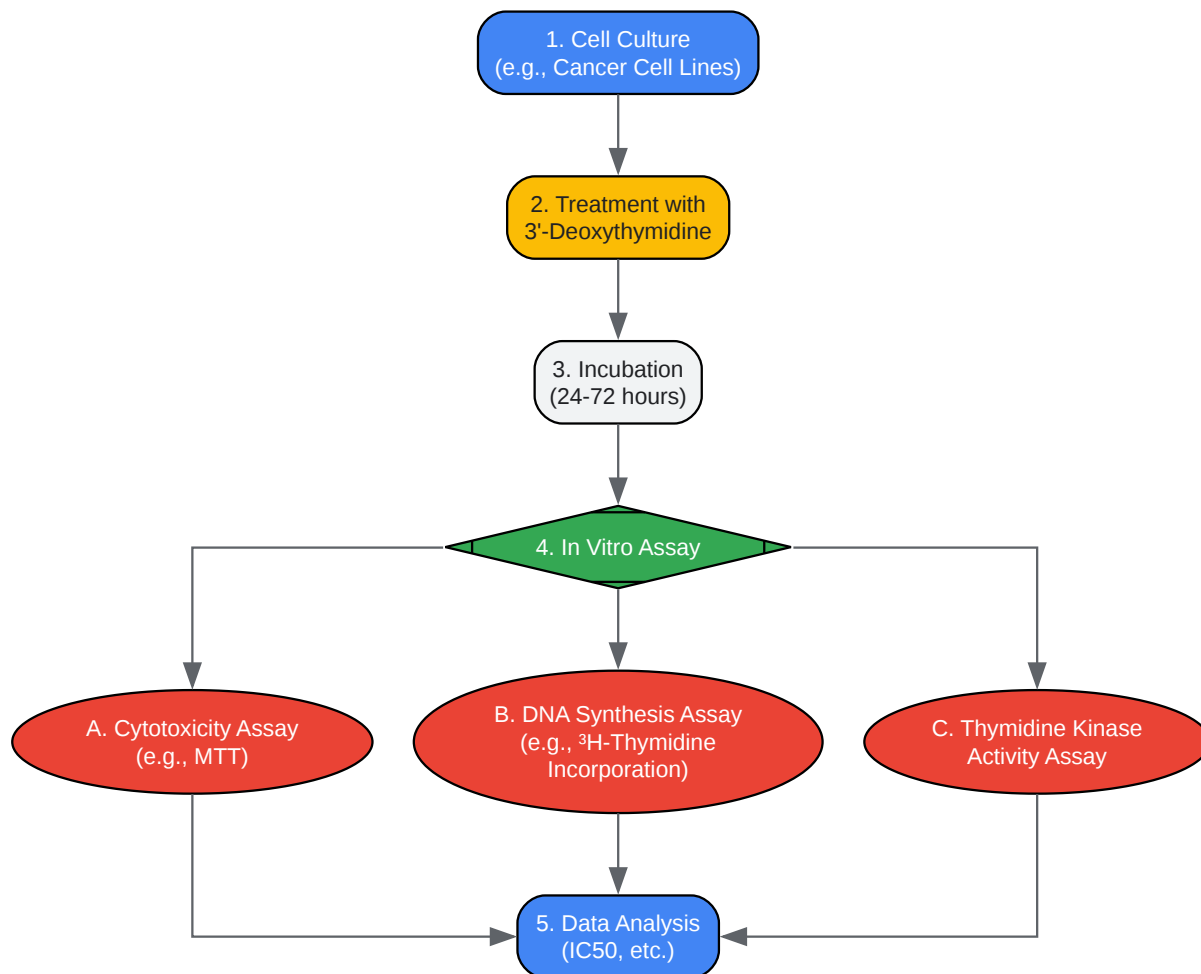 1. Cell Culture
(e.g., Cancer Cell Lines)
2. Treatment with
3'-Deoxythymidine
3. Incubation
(24-72 hours)
4. In Vitro Assay
A. Cytotoxicity Assay
(e.g., MTT)
B. DNA Synthesis Assay
(e.g., ³H-Thymidine
Incorporation)
C. Thymidine Kinase
Activity Assay
5. Data Analysis
(IC50, etc.)